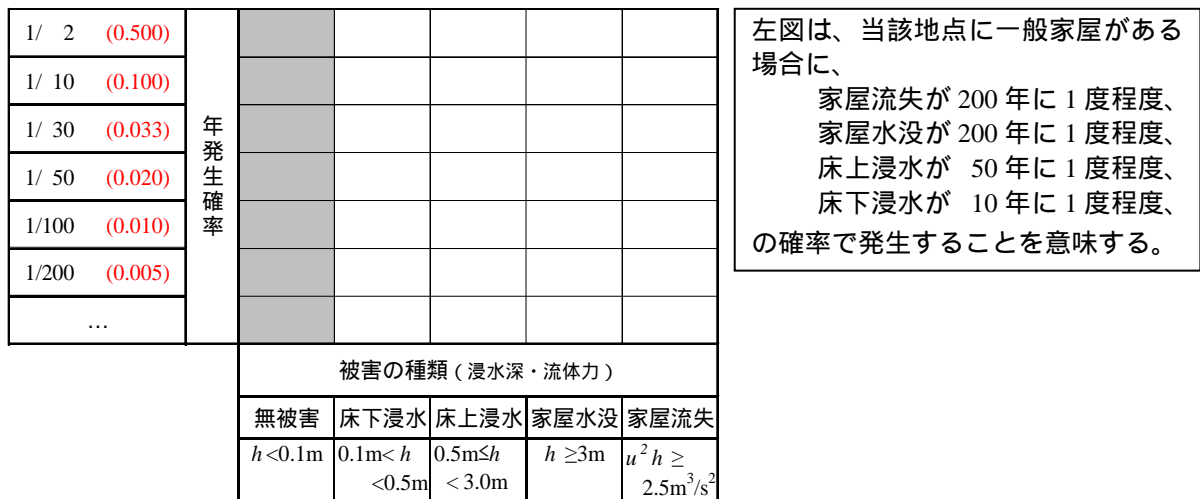 1/ 2 (0.500)
1/ 10 (0.100)
1/ 30 (0.033)
1/ 50 (0.020)
1/100 (0.010)
1/200 (0.005)
…
年発生確率
被害の種類(浸水深・流体力)
無被害 床下浸水 床上浸水 家屋水没 家屋流失
h<0.1m 0.1m< h 0.5m≤h h ≥3m u² h ≥
<0.5m < 3.0m 2.5m³/s²
左図は、当該地点に一般家屋がある
場合に、
家屋流失が 200 年に 1 度程度、
家屋水没が 200 年に 1 度程度、
床上浸水が 50 年に 1 度程度、
床下浸水が 10 年に 1 度程度、
の確率で発生することを意味する。